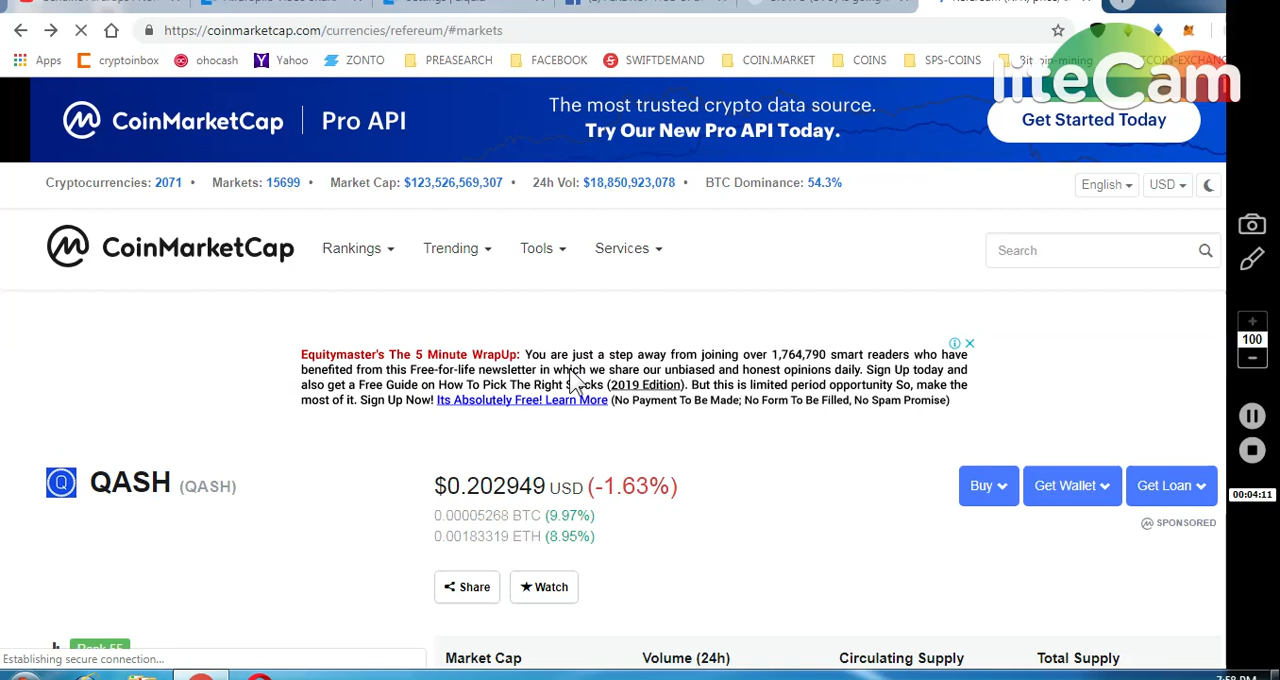 https://coinmarketcap.com/currencies/refereum/#markets
Apps cryptoinbox ohocash Yahoo ZONTO PREASEARCH FACEBOOK SWIFTDEMAND COIN.MARKET COINS SPS-COINS
liteCam
CoinMarketCap Pro API
The most trusted crypto data source.
Try Our New Pro API Today.
Get Started Today
Cryptocurrencies: 2071 • Markets: 15699 • Market Cap: $123,526,569,307 • 24h Vol: $18,850,923,078 • BTC Dominance: 54.3%
English USD
CoinMarketCap Rankings Trending Tools Services Search
Equitymaster's The 5 Minute WrapUp: You are just a step away from joining over 1,764,790 smart readers who have
benefited from this Free-for-life newsletter in which we share our unbiased and honest opinions daily. Sign Up today and
also get a Free Guide on How To Pick The Right Stocks (2019 Edition). But this is limited period opportunity So, make the
most of it. Sign Up Now! Its Absolutely Free! Learn More (No Payment To Be Made; No Form To Be Filled, No Spam Promise)
QASH (QASH)
$0.202949 USD (-1.63%)
Buy Get Wallet Get Loan
0.00005268 BTC (9.97%)
0.00183319 ETH (8.95%)
SPONSORED
Share Watch
100
00:04:11
Rank 55
Market Cap Volume (24h) Circulating Supply Total Supply
Establishing secure connection...
7:58 PM